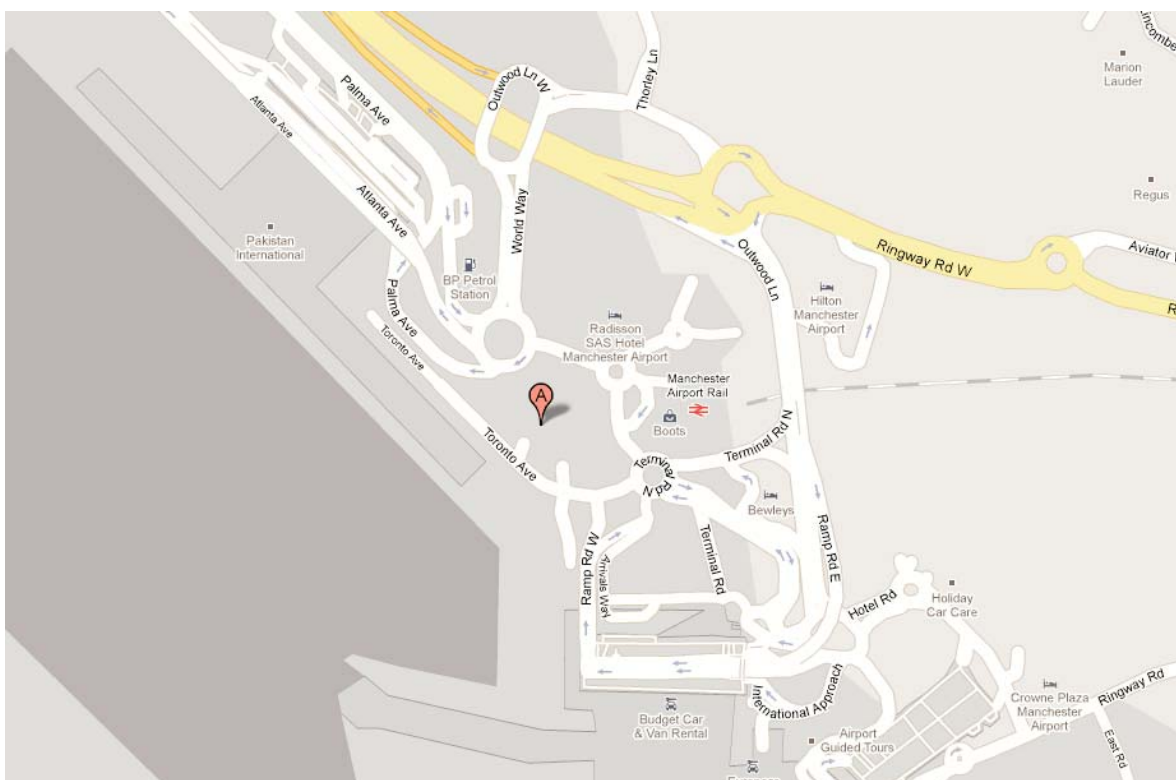 Palma Ave
Atlanta Ave
Outwood Ln W
Thorley Ln
Marion
Lauder
Regus
Atlanta Ave
World Way
Pakistan
International
BP Petrol
Station
Outwood Ln
Ringway Rd W
Aviator
Hilton
Manchester
Airport
Palma Ave
Toronto Ave
Radisson
SAS Hotel
Manchester Airport
Manchester
Airport Rail
A
Boots
Toronto Ave
Terminal Rd N
Terminal Rd N
Bewleys
Ramp Rd W
Arrivals Way
Terminal Rd
Ramp Rd E
Hotel Rd
Holiday
Car Care
International Approach
Budget Car
& Van Rental
Airport
Guided Tours
Crowne Plaza
Manchester
Airport
Ringway Rd
East Rd